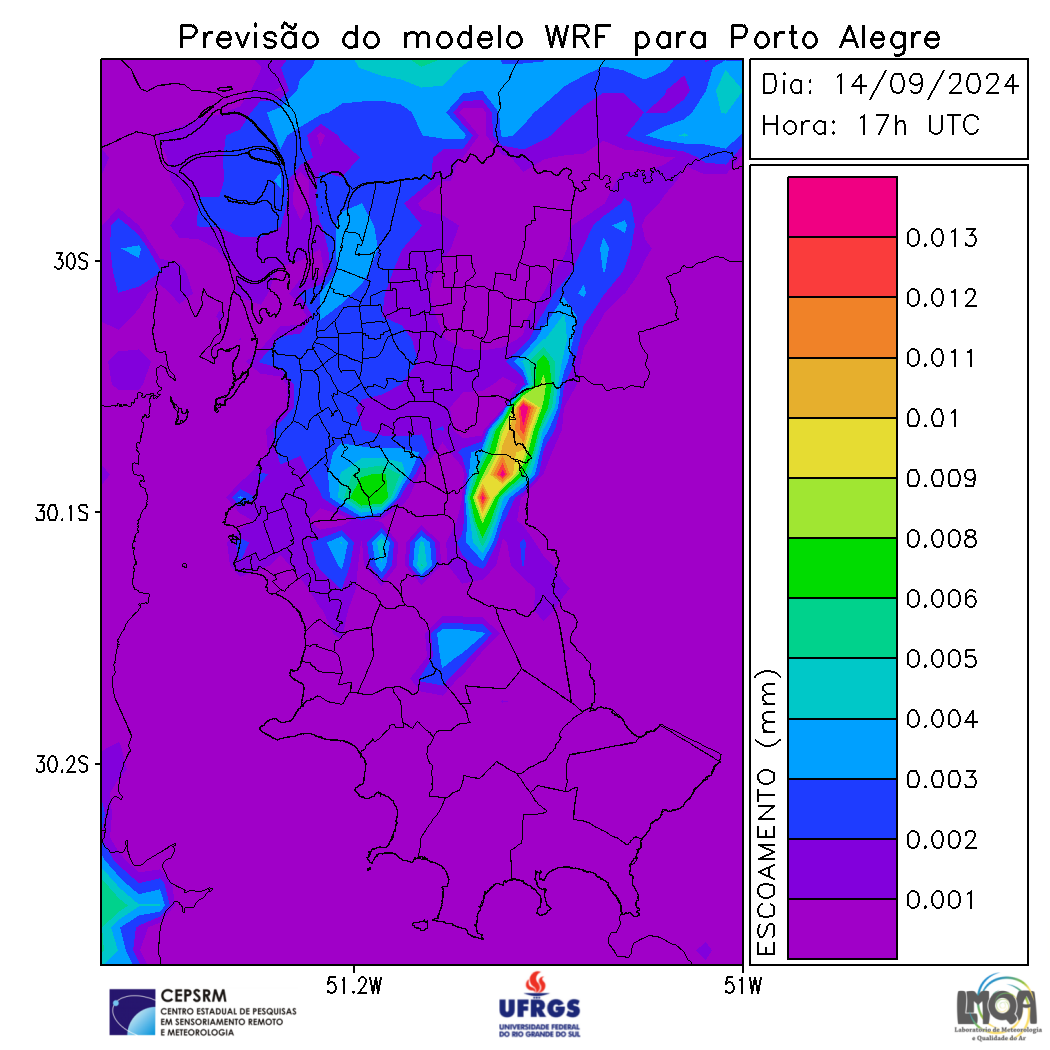 Previsão do modelo WRF para Porto Alegre
Dia: 14/09/2024
Hora: 17h UTC
30S
30.1S
30.2S
51.2W
51W
ESCOAMENTO (mm)
0.013
0.012
0.011
0.01
0.009
0.008
0.006
0.005
0.004
0.003
0.002
0.001
CEPSRM
CENTRO ESTADUAL DE PESQUISAS
EM SENSORIAMENTO REMOTO
E METEOROLOGIA
UFRGS
UNIVERSIDADE FEDERAL
DO RIO GRANDE DO SUL
LMQA
Laboratório de Meteorologia
e Qualidade do Ar